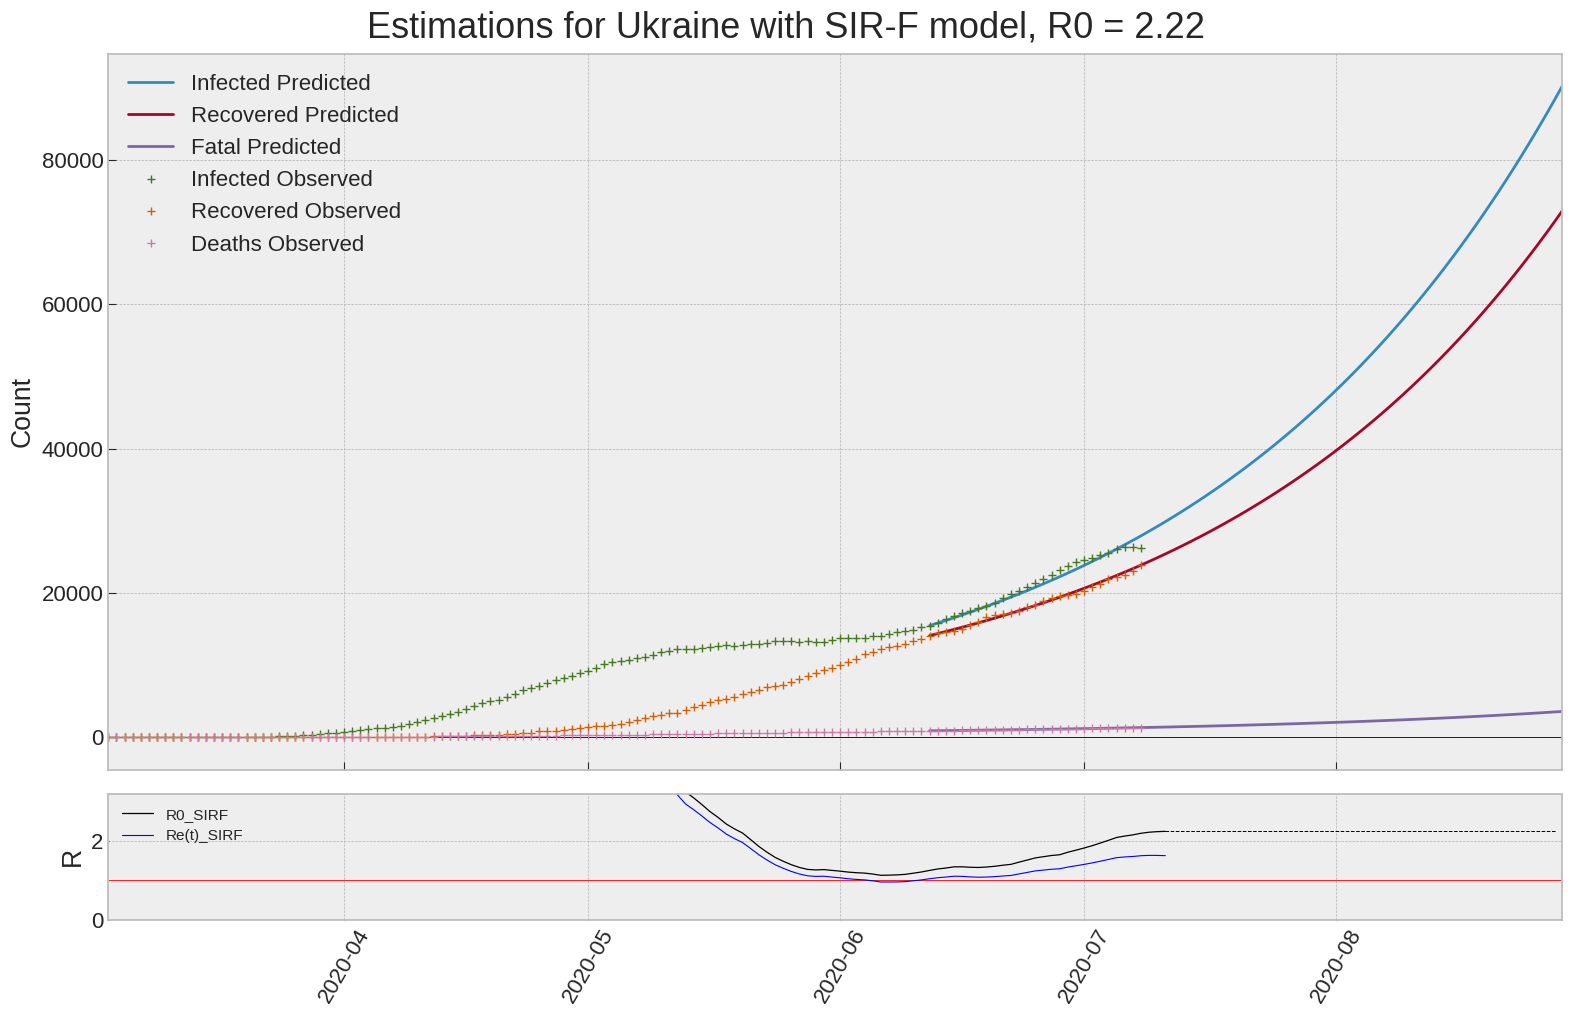 Estimations for Ukraine with SIR-F model, R0 = 2.22
Infected Predicted
Recovered Predicted
Fatal Predicted
Infected Observed
Recovered Observed
Deaths Observed
80000
60000
40000
20000
0
Count
R0_SIRF
Re(t)_SIRF
2
0
R
2020-04
2020-05
2020-06
2020-07
2020-08